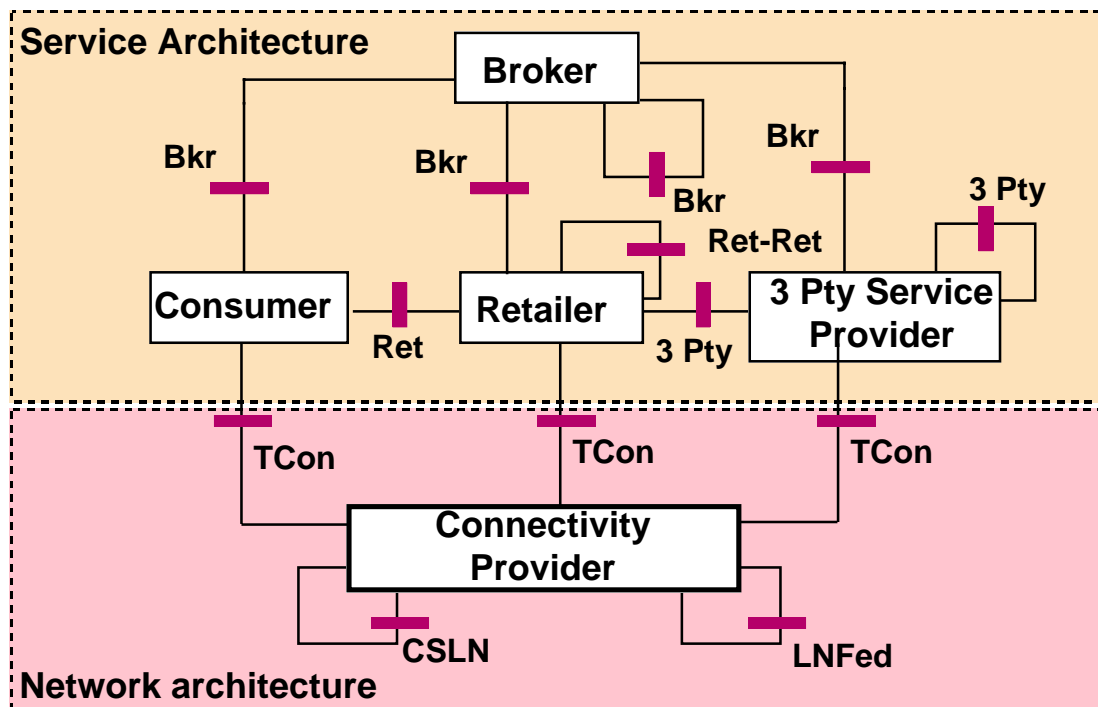 Service Architecture
Broker
Bkr
Bkr
Bkr
Bkr
3 Pty
Ret-Ret
Consumer
Retailer
3 Pty Service
Provider
Ret
3 Pty
TCon
TCon
TCon
Connectivity
Provider
CSLN
LNFed
Network architecture